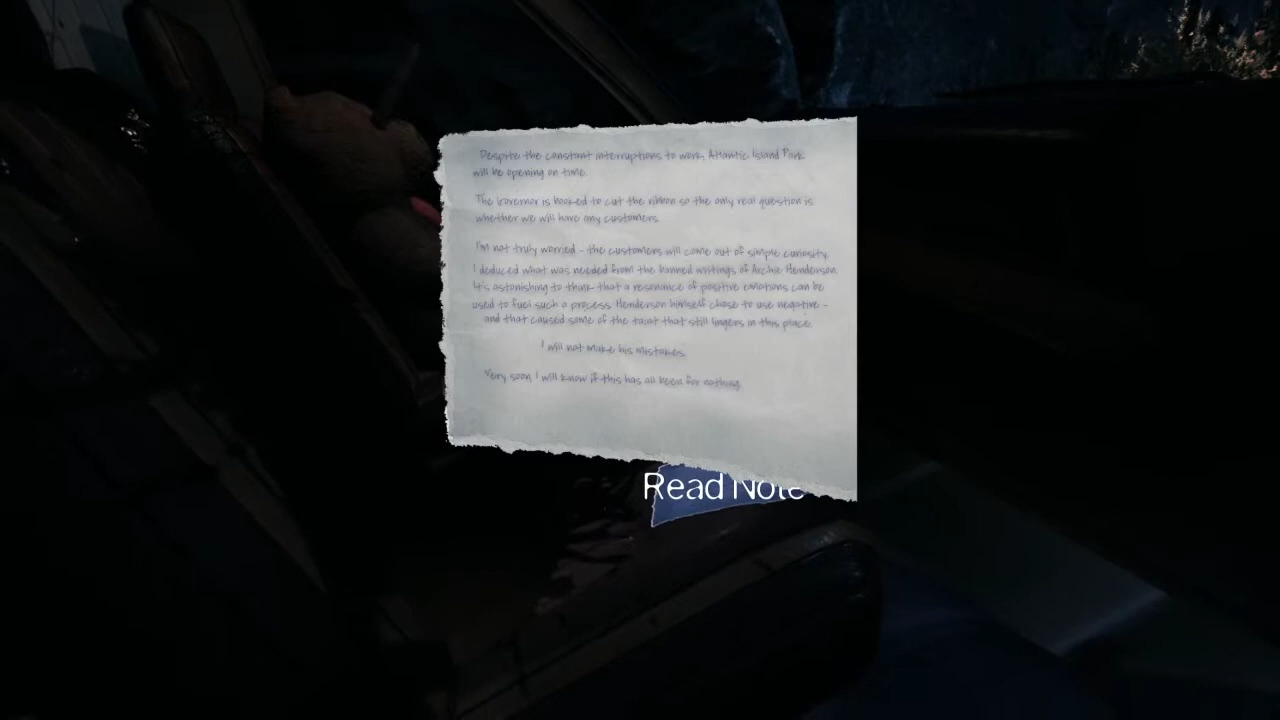 Despite the constant interruptions to work, Atlantic Island Park
will be opening on time.
The Governor is booked to cut the ribbon so the only real question is
whether we will have any customers.
I'm not truly worried - the customers will come out of simple curiosity.
I deduced what was needed from the banned writings of Archie Henderson.
It's astonishing to think that a resonance of positive emotions can be
used to fuel such a process. Henderson himself chose to use negative -
and that caused some of the taint that still lingers in this place.
I will not make his mistakes.
Very soon, I will know if this has all been for nothing.
Read Note